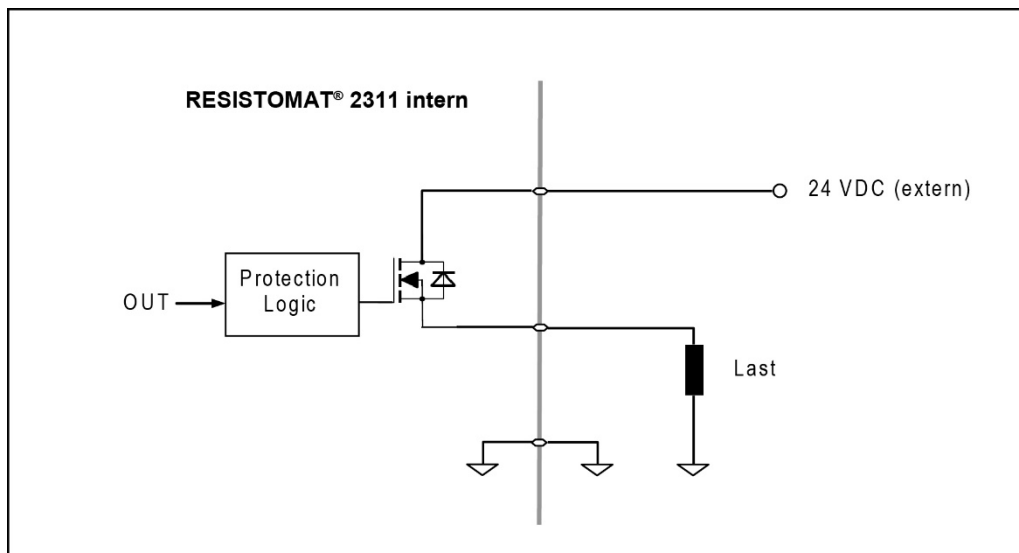 RESISTOMAT® 2311 intern
24 VDC (extern)
Protection
Logic
OUT
Last